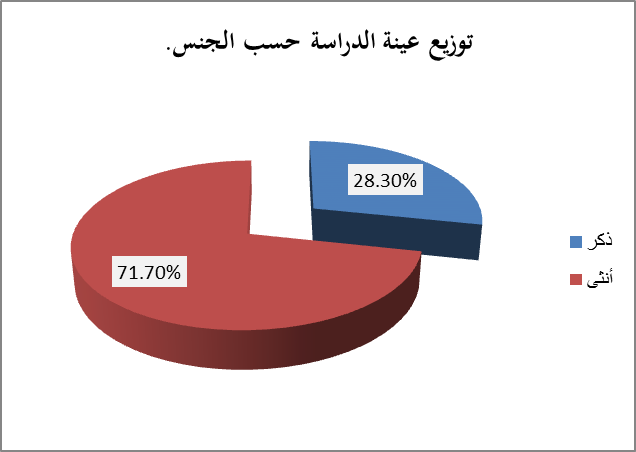 توزيع عينة الدراسة حسب الجنس.
28.30%
71.70%
ذكر
أنثى